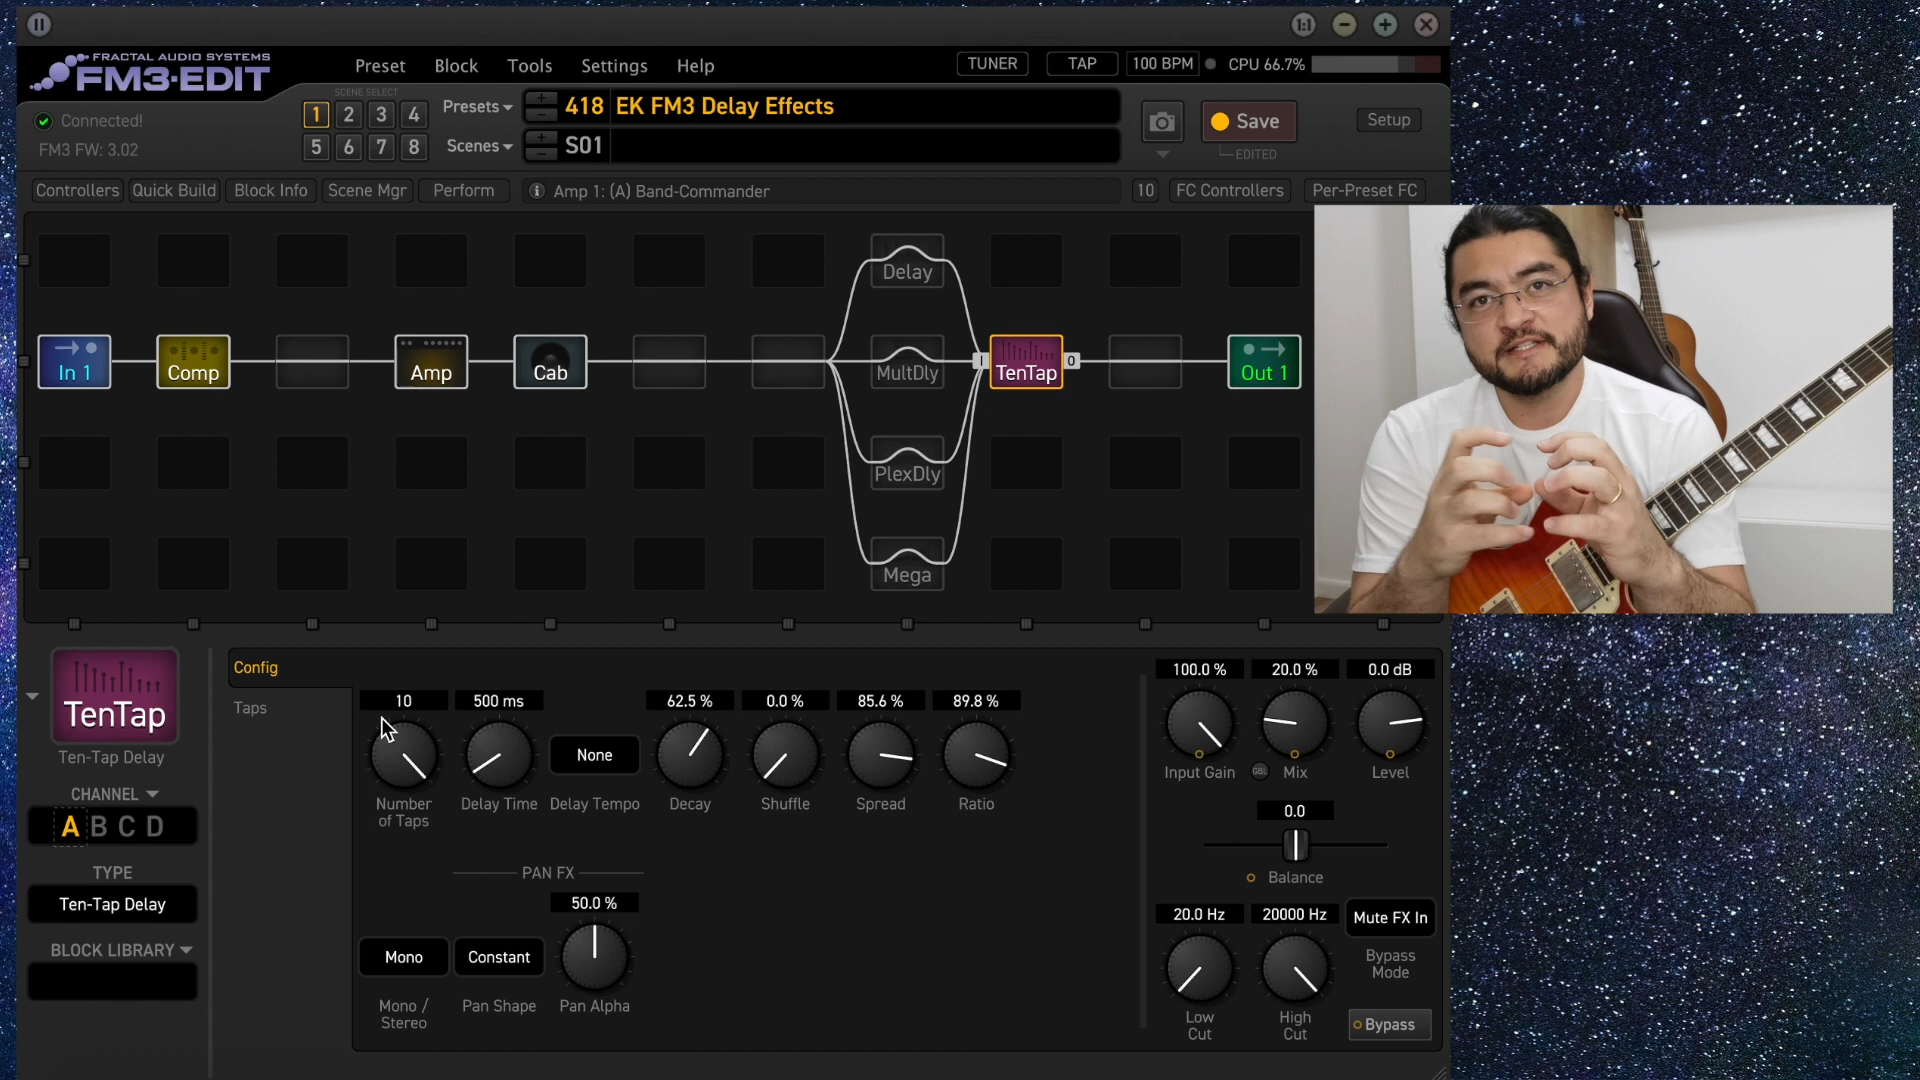 1:1
FRACTAL AUDIO SYSTEMS
FM3-EDIT
Preset Block Tools Settings Help
TUNER TAP 100 BPM CPU 66.7%
SCENE SELECT
1 2 3 4
5 6 7 8
Presets 418 EK FM3 Delay Effects
Scenes S01
Connected!
FM3 FW: 3.02
Save
EDITED
Setup
Controllers Quick Build Block Info Scene Mgr Perform Amp 1: (A) Band-Commander 10 FC Controllers Per-Preset FC
Delay
In 1 Comp Amp Cab MultDly I TenTap O Out 1
PlexDly
Mega
TenTap
Ten-Tap Delay
CHANNEL
A B C D
TYPE
Ten-Tap Delay
BLOCK LIBRARY
Config
Taps
10 500 ms 62.5 % 0.0 % 85.6 % 89.8 %
None
Number of Taps Delay Time Delay Tempo Decay Shuffle Spread Ratio
PAN FX
50.0 %
Mono Constant
Mono / Stereo Pan Shape Pan Alpha
100.0 % 20.0 % 0.0 dB
Input Gain GBL Mix Level
0.0
Balance
20.0 Hz 20000 Hz Mute FX In
Bypass Mode
Low Cut High Cut Bypass